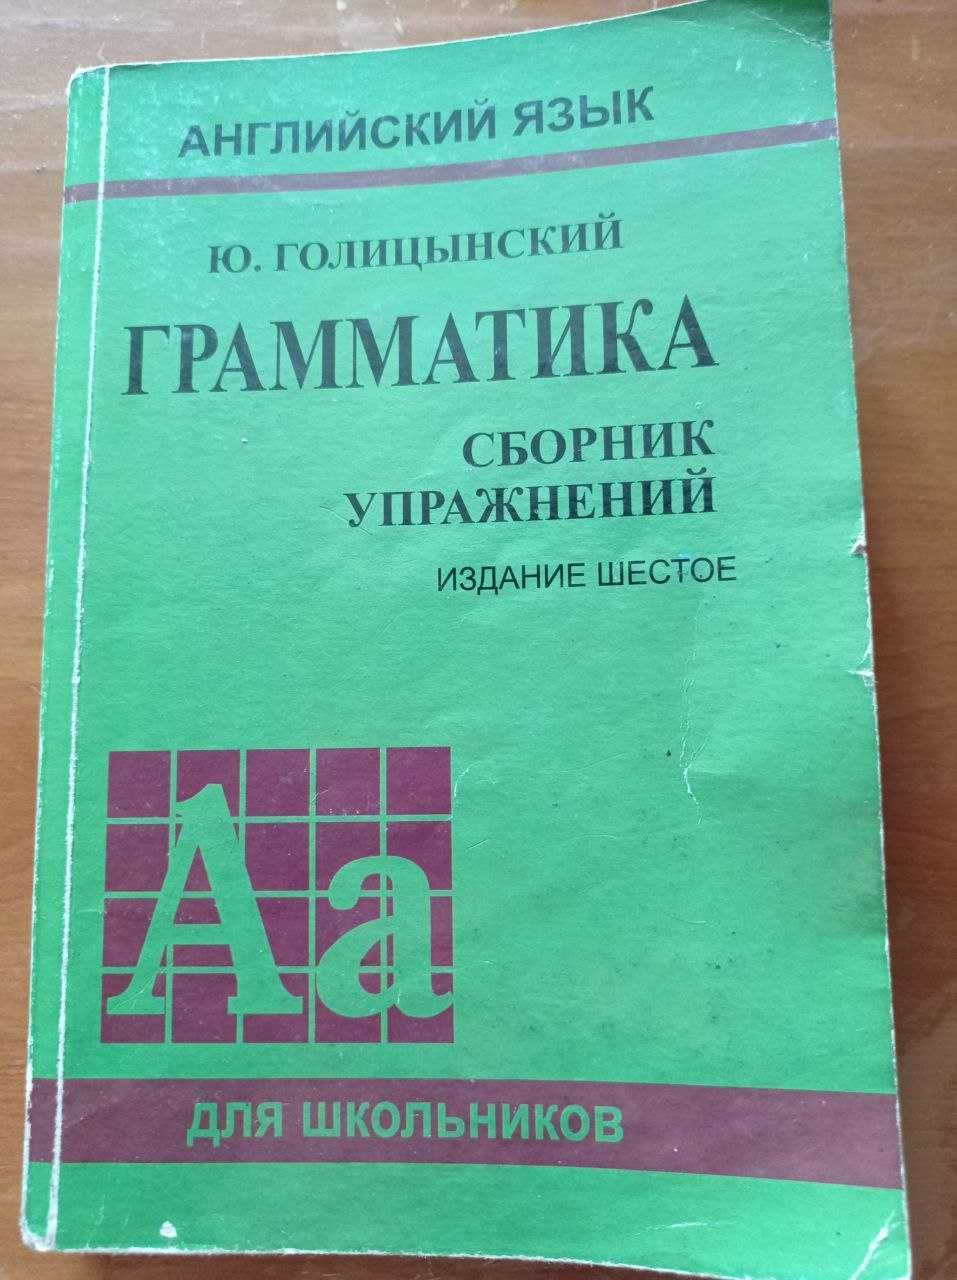 АНГЛИЙСКИЙ ЯЗЫК
Ю. ГОЛИЦЫНСКИЙ
ГРАММАТИКА
СБОРНИК
УПРАЖНЕНИЙ
ИЗДАНИЕ ШЕСТОЕ
Aa
ДЛЯ ШКОЛЬНИКОВ